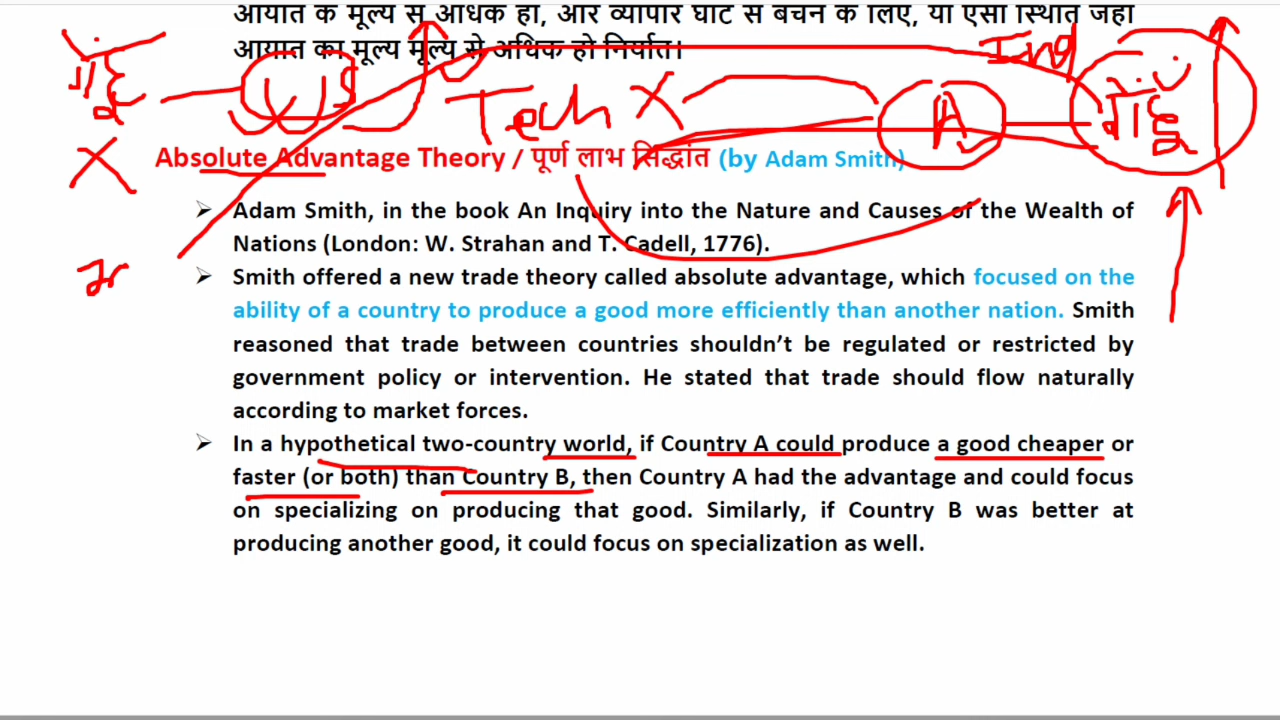 आयात के मूल्य से अधिक हो, और व्यापार घाटे से बचने के लिए, या ऐसी स्थिति जहां
आयात का मूल्य मूल्य से अधिक हो निर्यात।
Ind
गेहूं US गेहूं
Tech X A
X
Absolute Advantage Theory / पूर्ण लाभ सिद्धांत (by Adam Smith)
➢ Adam Smith, in the book An Inquiry into the Nature and Causes of the Wealth of
Nations (London: W. Strahan and T. Cadell, 1776).
➢ Smith offered a new trade theory called absolute advantage, which focused on the
ability of a country to produce a good more efficiently than another nation. Smith
reasoned that trade between countries shouldn’t be regulated or restricted by
government policy or intervention. He stated that trade should flow naturally
according to market forces.
➢ In a hypothetical two-country world, if Country A could produce a good cheaper or
faster (or both) than Country B, then Country A had the advantage and could focus
on specializing on producing that good. Similarly, if Country B was better at
producing another good, it could focus on specialization as well.